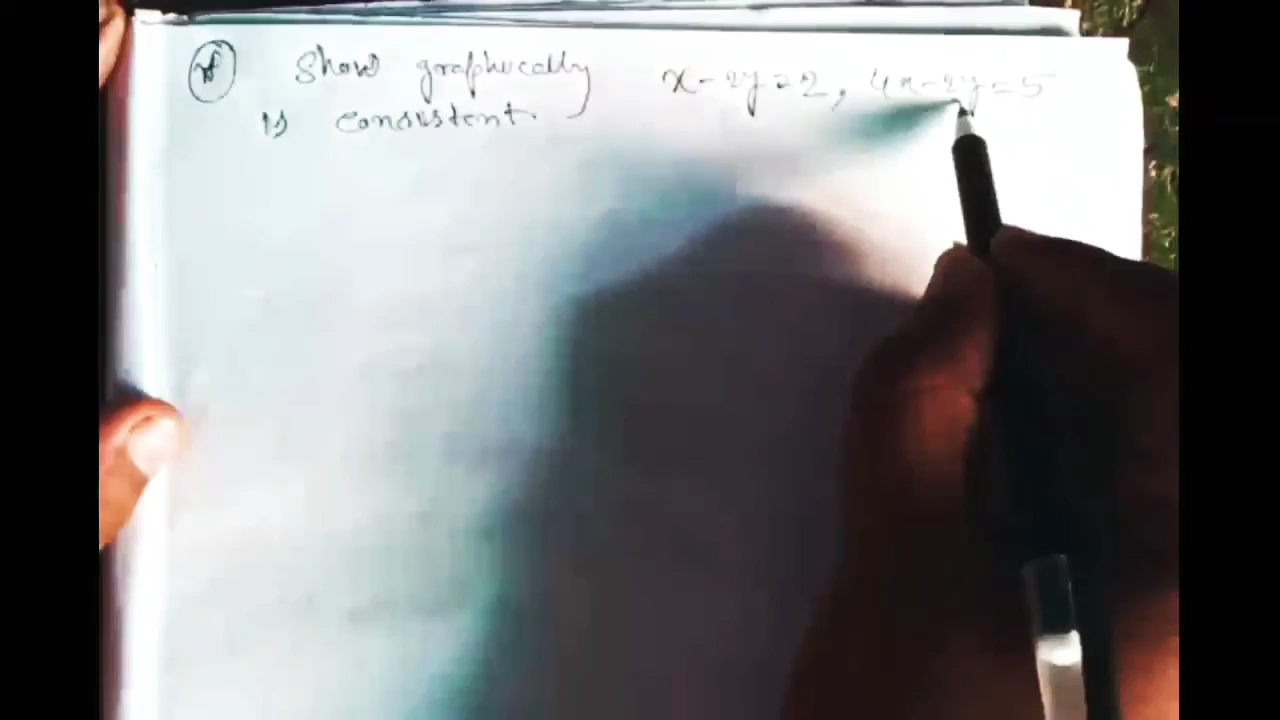 Show graphically x-2y=2, 4x-2y=5
is consistent.